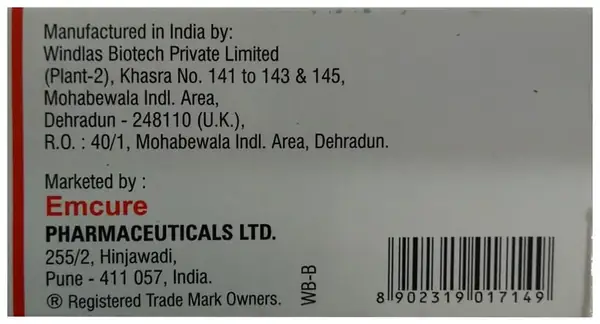 Manufactured in India by:
Windlas Biotech Private Limited
(Plant-2), Khasra No. 141 to 143 & 145,
Mohabewala Indl. Area,
Dehradun - 248110 (U.K.),
R.O. : 40/1, Mohabewala Indl. Area, Dehradun.
Marketed by :
Emcure
PHARMACEUTICALS LTD.
255/2, Hinjawadi,
Pune - 411 057, India.
® Registered Trade Mark Owners.
WB-B
8 902319 017149